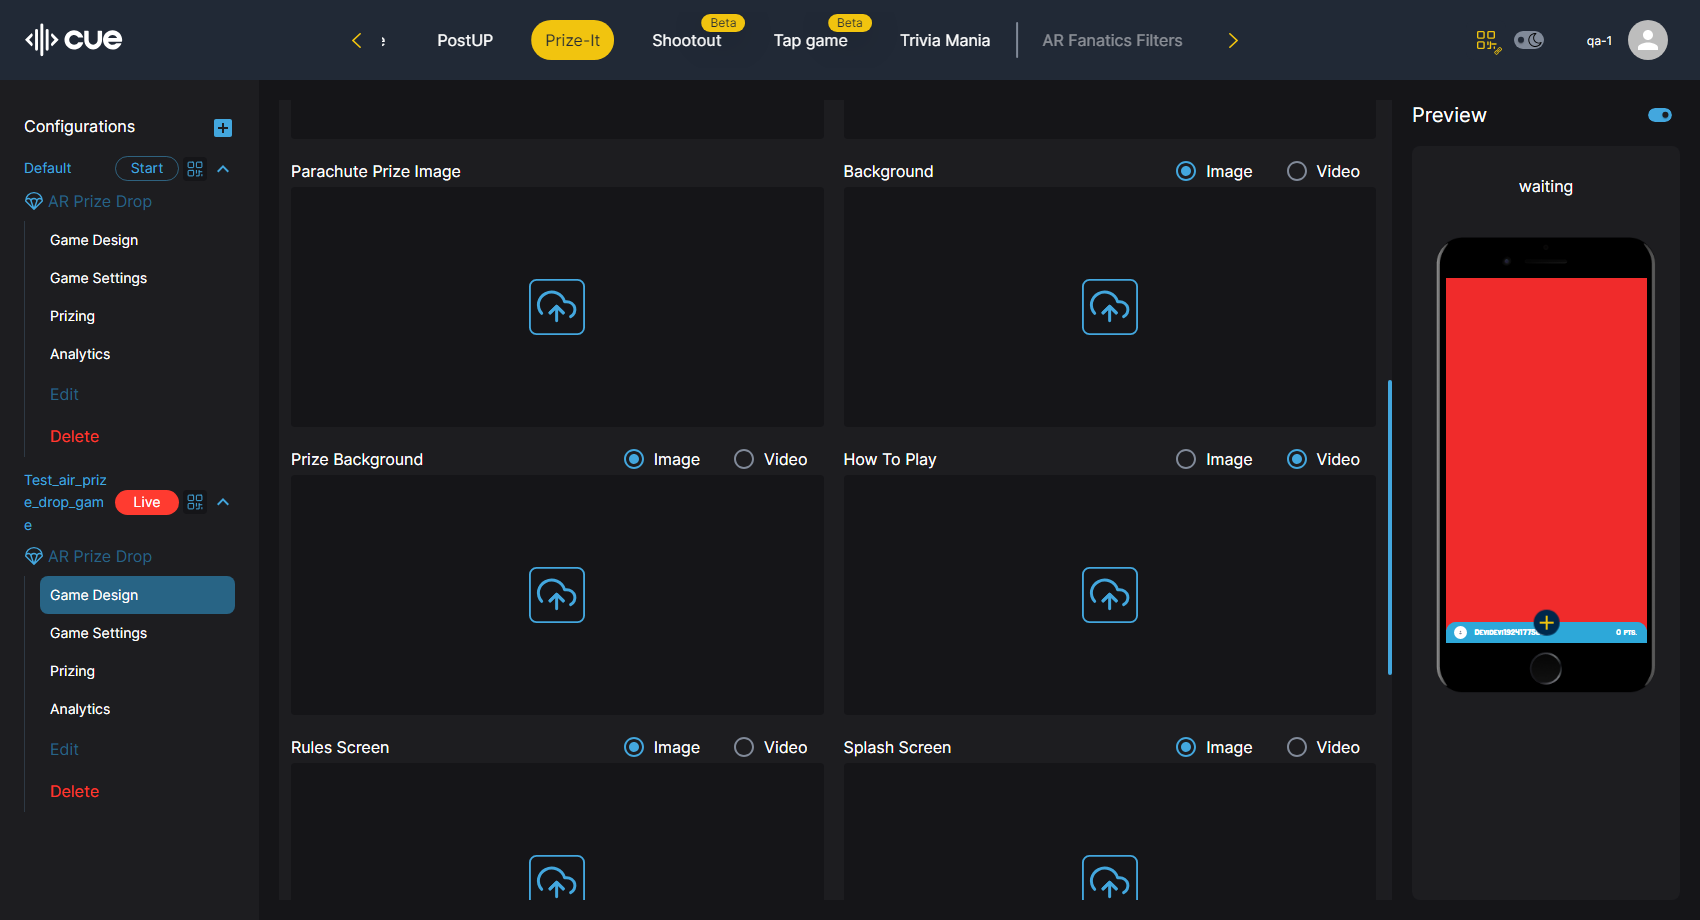 cue
e
PostUP
Prize-It
Beta
Shootout
Beta
Tap game
Trivia Mania
AR Fanatics Filters
qa-1
Configurations
Default
Start
AR Prize Drop
Game Design
Game Settings
Prizing
Analytics
Edit
Delete
Test_air_priz
e_drop_gam
e
Live
AR Prize Drop
Game Design
Game Settings
Prizing
Analytics
Edit
Delete
Parachute Prize Image
Background
Image
Video
Prize Background
Image
Video
How To Play
Image
Video
Rules Screen
Image
Video
Splash Screen
Image
Video
Preview
waiting
0 PTS.